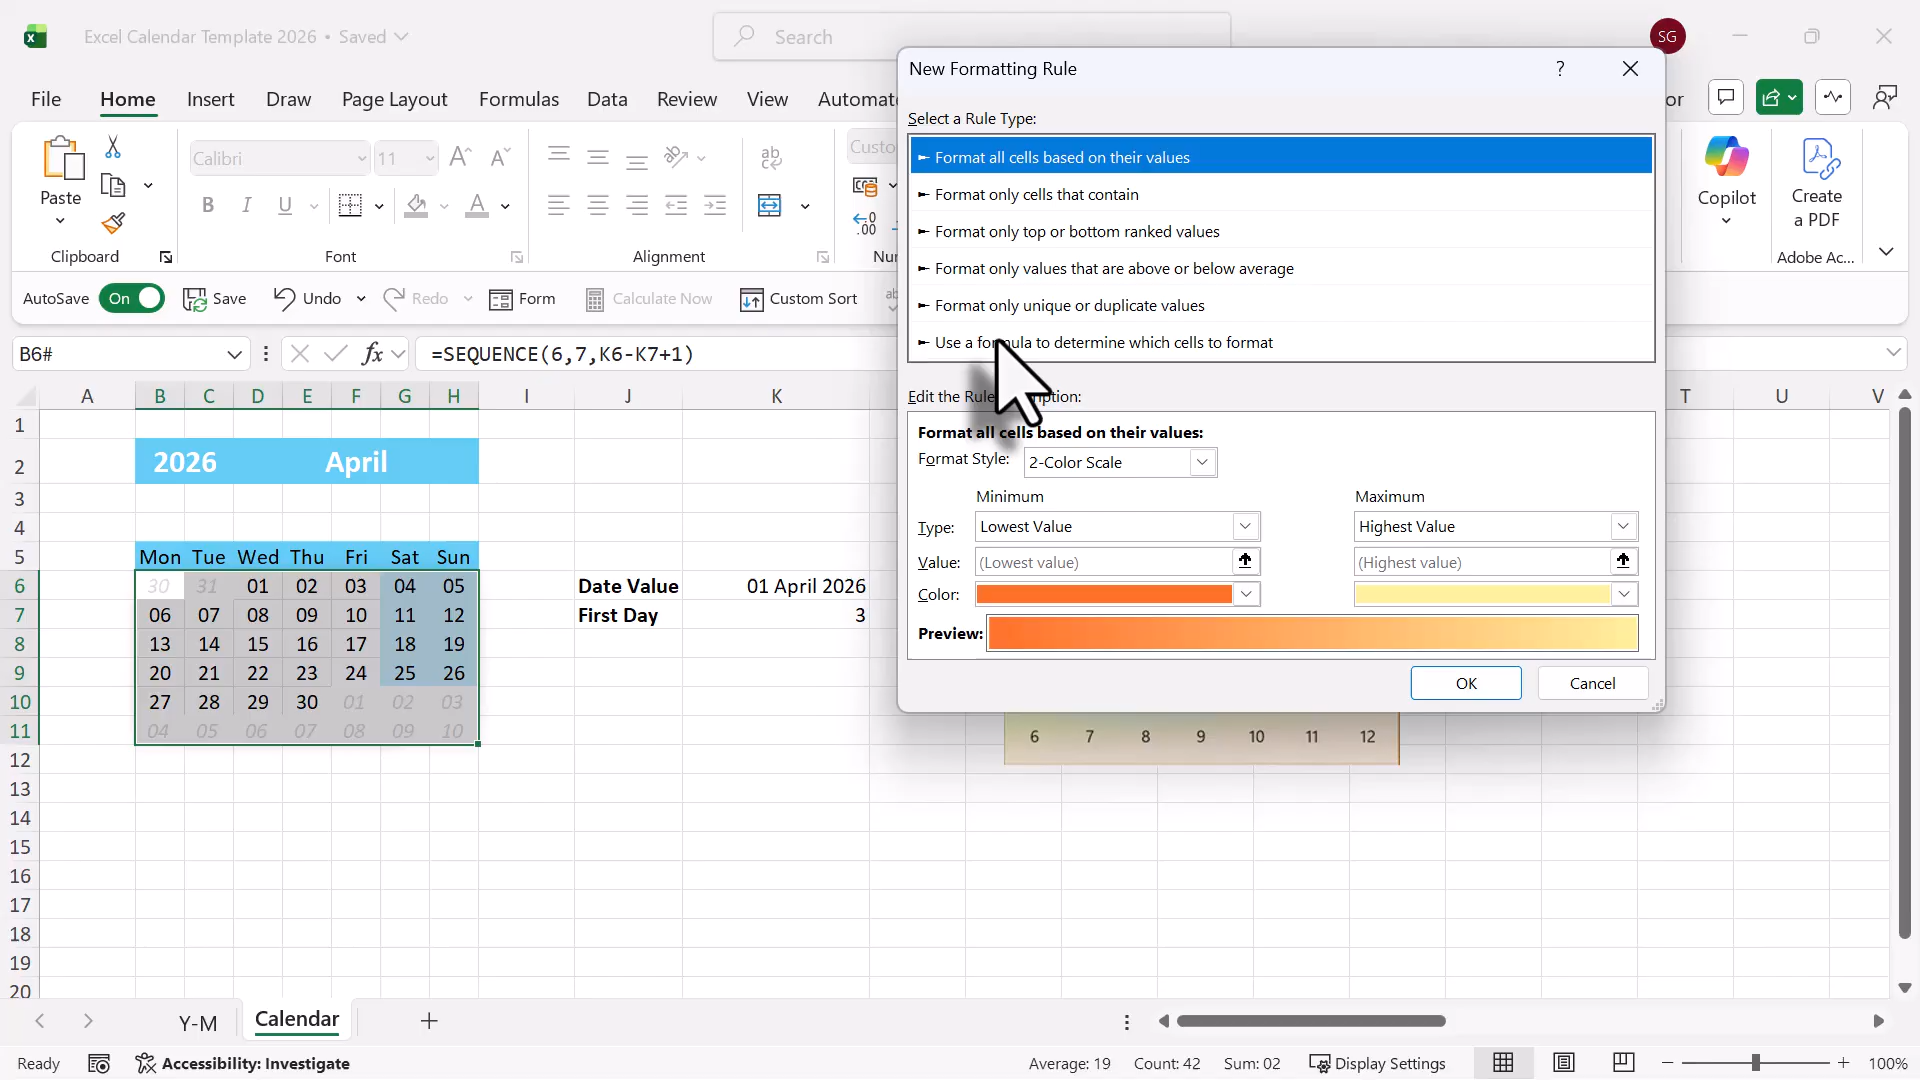 Excel Calendar Template 2026 • Saved
Search
SG
File Home Insert Draw Page Layout Formulas Data Review View Automat
or
Paste
Clipboard
Calibri 11
B I U A
Font
ab
Alignment
Custo
.00
Nu
Copilot
Create
a PDF
Adobe Ac...
AutoSave On Save Undo Redo Form Calculate Now Custom Sort
ab
B6#
fx
=SEQUENCE(6,7,K6-K7+1)
A B C D E F G H I J K T U V
1
2 2026 April
3
4
5 Mon Tue Wed Thu Fri Sat Sun
6 30 31 01 02 03 04 05 Date Value 01 April 2026
7 06 07 08 09 10 11 12 First Day 3
8 13 14 15 16 17 18 19
9 20 21 22 23 24 25 26
10 27 28 29 30 01 02 03
11 04 05 06 07 08 09 10
12
13
14
15
16
17
18
19
20
6 7 8 9 10 11 12
New Formatting Rule ?
Select a Rule Type:
► Format all cells based on their values
► Format only cells that contain
► Format only top or bottom ranked values
► Format only values that are above or below average
► Format only unique or duplicate values
► Use a formula to determine which cells to format
Edit the Rule ption:
Format all cells based on their values:
Format Style: 2-Color Scale
Minimum Maximum
Type: Lowest Value Highest Value
Value: (Lowest value) (Highest value)
Color:
Preview:
OK Cancel
Y-M Calendar
Ready Accessibility: Investigate Average: 19 Count: 42 Sum: 02 Display Settings 100%